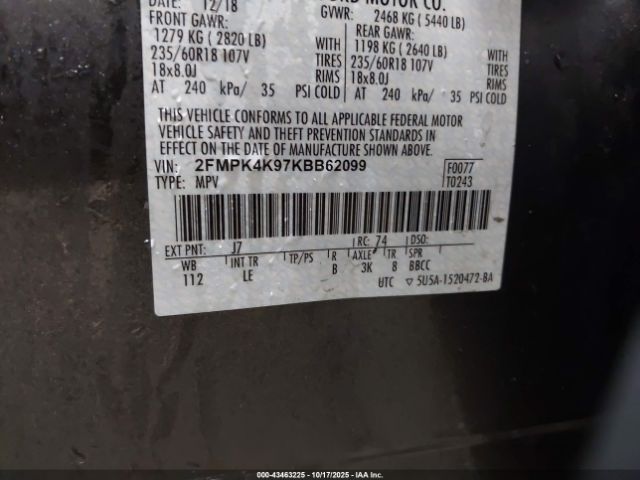 DATE: 12/18 FORD MOTOR CO.
FRONT GAWR: GVWR: 2468 KG ( 5440 LB)
1279 KG ( 2820 LB) REAR GAWR:
WITH 1198 KG ( 2640 LB) WITH
235/60R18 107V TIRES 235/60R18 107V TIRES
18x8.0J RIMS 18x8.0J RIMS
AT 240 kPa/ 35 PSI COLD AT 240 kPa/ 35 PSI COLD
THIS VEHICLE CONFORMS TO ALL APPLICABLE FEDERAL MOTOR
VEHICLE SAFETY AND THEFT PREVENTION STANDARDS IN
EFFECT ON THE DATE OF MANUFACTURE SHOWN ABOVE.
VIN: 2FMPK4K97KBB62099 F0077
TYPE: MPV T0243
EXT PNT: J7 RC: 74 DSO:
WB INT TR TP/PS R AXLE TR SPR
112 LE B 3K 8 BBCC
UTC ▽ 5U5A-1520472-BA
000-43463225 - 10/17/2025 - IAA Inc.